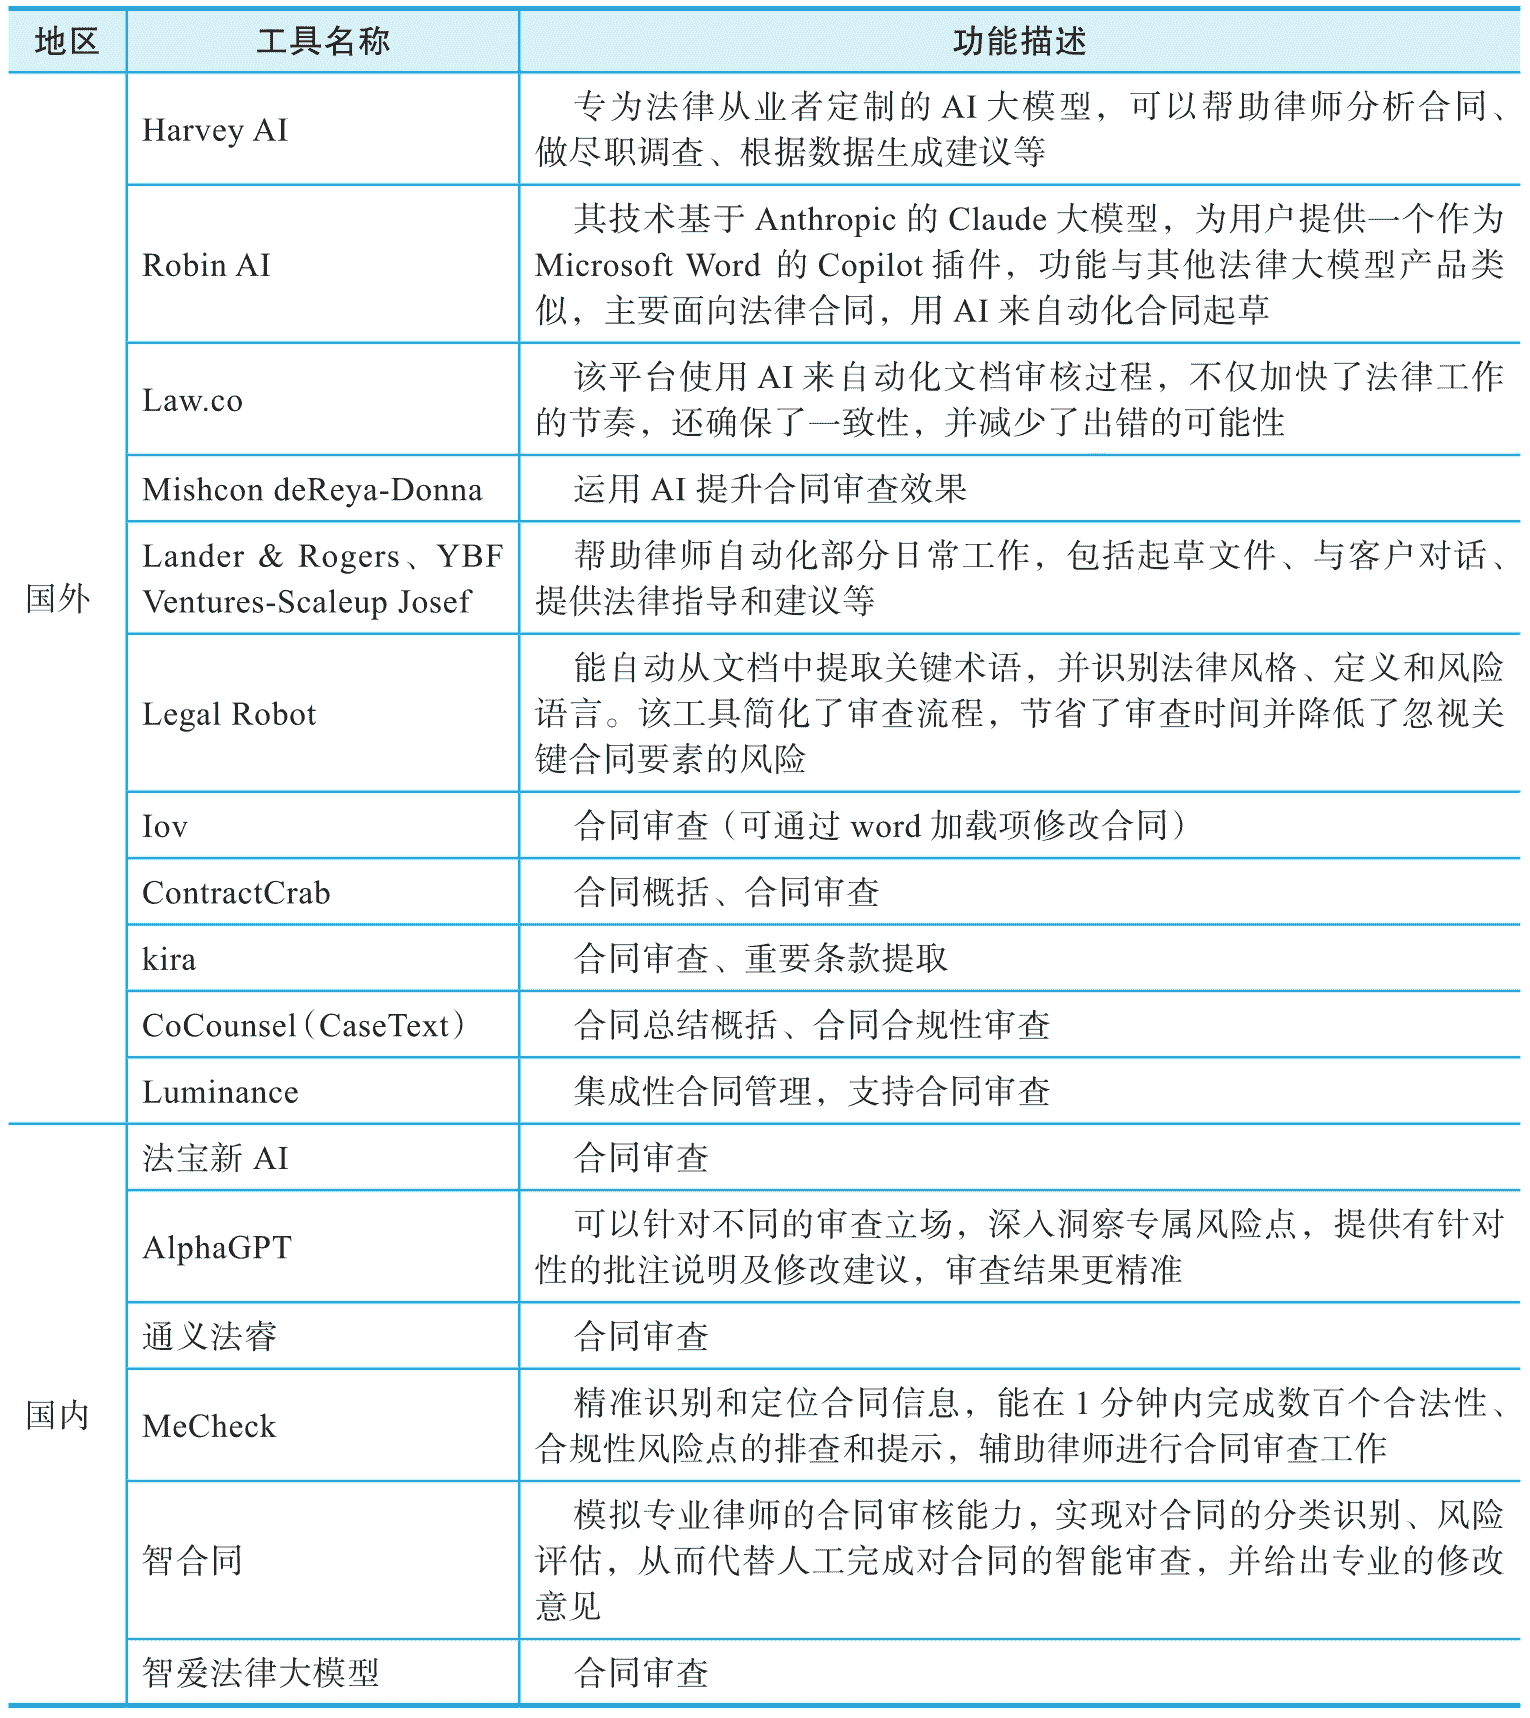 地区 工具名称 功能描述
国外
Harvey AI
专为法律从业者定制的 AI 大模型，可以帮助律师分析合同、
做尽职调查、根据数据生成建议等
Robin AI
其技术基于 Anthropic 的 Claude 大模型，为用户提供一个作为
Microsoft Word 的 Copilot 插件，功能与其他法律大模型产品类
似，主要面向法律合同，用 AI 来自动化合同起草
Law.co
该平台使用 AI 来自动化文档审核过程，不仅加快了法律工作
的节奏，还确保了一致性，并减少了出错的可能性
Mishcon deReya-Donna
运用 AI 提升合同审查效果
Lander & Rogers、YBF
Ventures-Scaleup Josef
帮助律师自动化部分日常工作，包括起草文件、与客户对话、
提供法律指导和建议等
Legal Robot
能自动从文档中提取关键术语，并识别法律风格、定义和风险
语言。该工具简化了审查流程，节省了审查时间并降低了忽视关
键合同要素的风险
Iov
合同审查（可通过 word 加载项修改合同）
ContractCrab
合同概括、合同审查
kira
合同审查、重要条款提取
CoCounsel（CaseText）
合同总结概括、合同合规性审查
Luminance
集成性合同管理，支持合同审查
国内
法宝新 AI
合同审查
AlphaGPT
可以针对不同的审查立场，深入洞察专属风险点，提供有针对
性的批注说明及修改建议，审查结果更精准
通义法睿
合同审查
MeCheck
精准识别和定位合同信息，能在 1 分钟内完成数百个合法性、
合规性风险点的排查和提示，辅助律师进行合同审查工作
智合同
模拟专业律师的合同审核能力，实现对合同的分类识别、风险
评估，从而代替人工完成对合同的智能审查，并给出专业的修改
意见
智爱法律大模型
合同审查